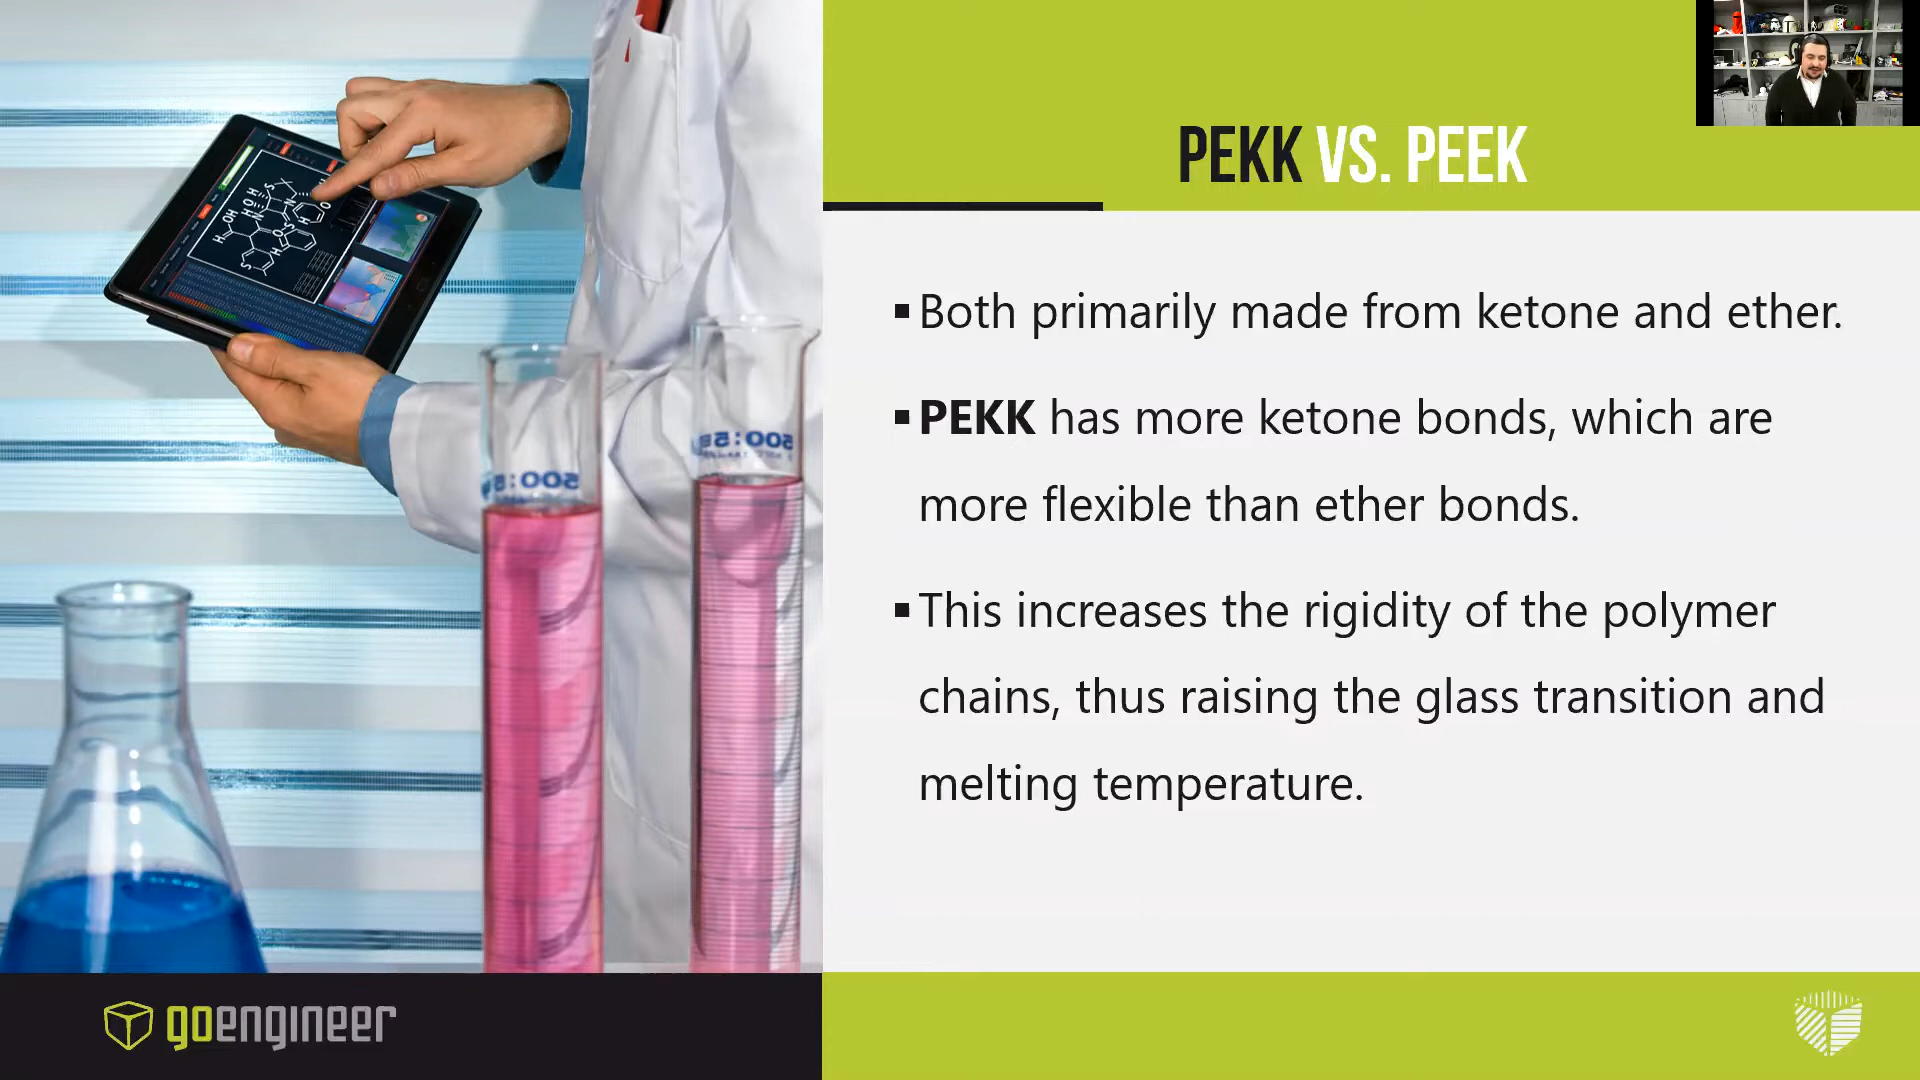 PEKK VS. PEEK
Both primarily made from ketone and ether.
PEKK has more ketone bonds, which are
more flexible than ether bonds.
This increases the rigidity of the polymer
chains, thus raising the glass transition and
melting temperature.
goengineer